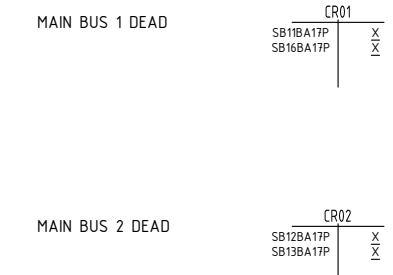 CR01
MAIN BUS 1 DEAD
SB11BA17P X
SB16BA17P X
CR02
MAIN BUS 2 DEAD
SB12BA17P X
SB13BA17P X